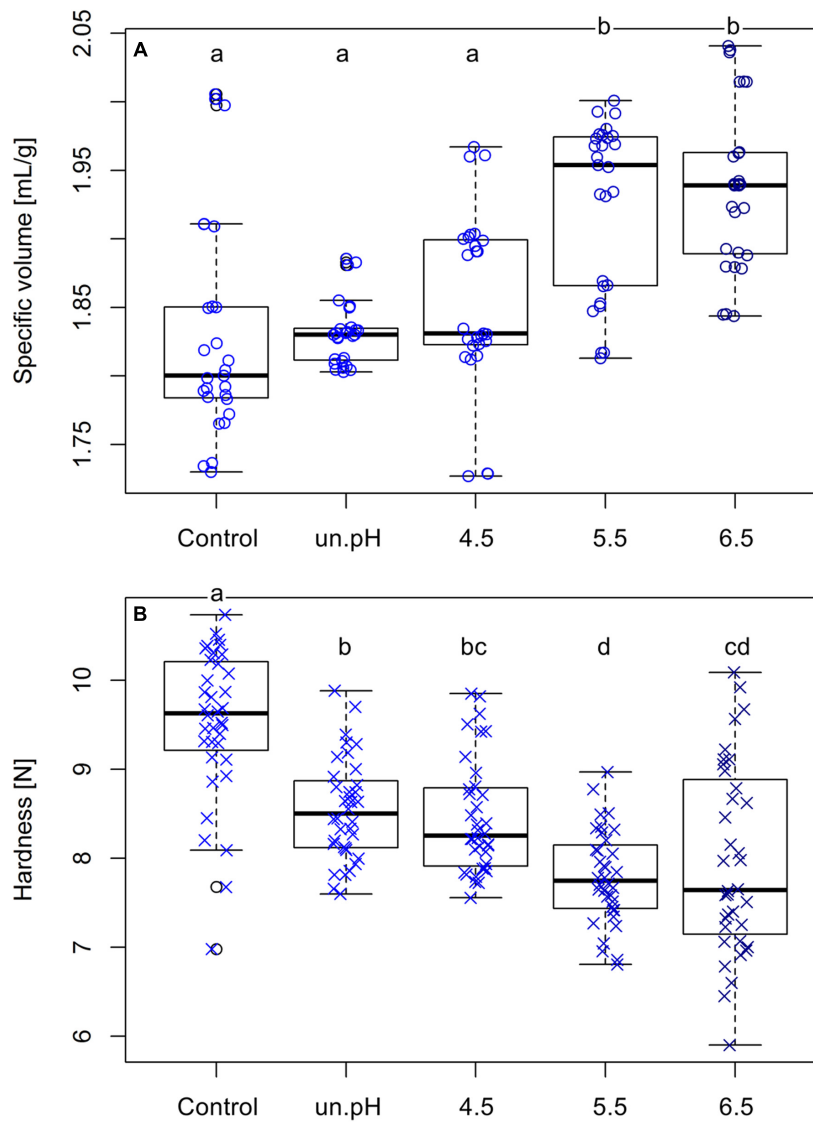 b b
A a a a
2.05
1.95
1.85
1.75
Specific volume [mL/g]
Control un.pH 4.5 5.5 6.5
a
B b bc d cd
10
9
8
7
6
Hardness [N]
Control un.pH 4.5 5.5 6.5